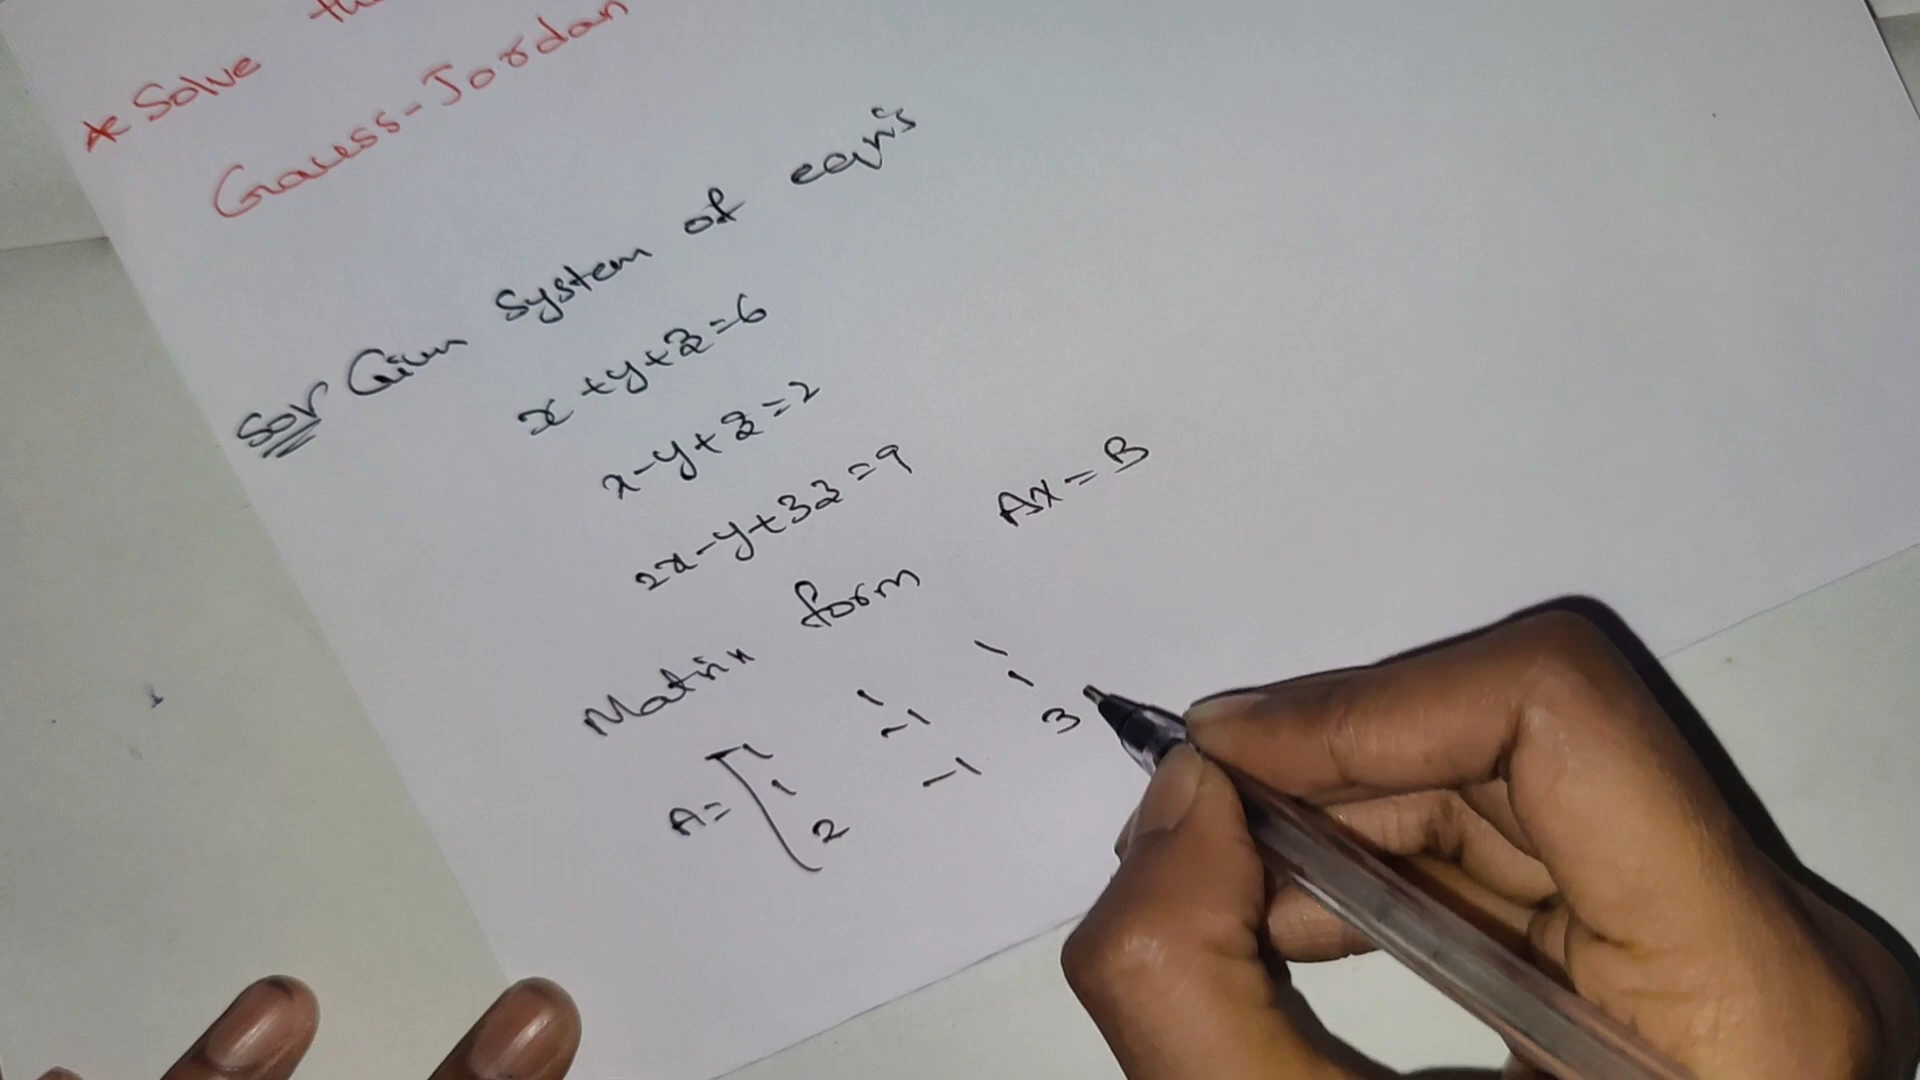 * Solve
Gauss-Jordan
Sol Given System of eqn's
x+y+z=6
x-y+z=2
2x-y+3z=9
Matrix form AX=B
A=[1 1 1
1 -1 1
2 -1 3